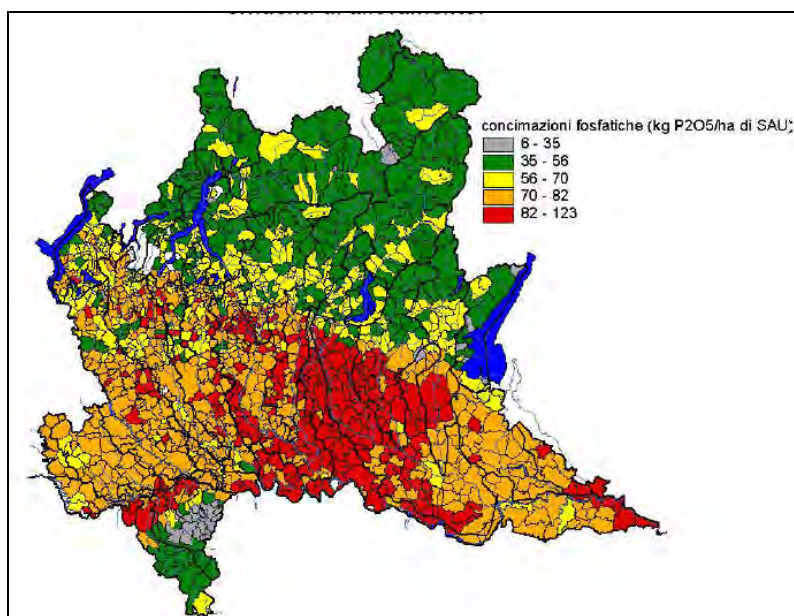 concimazioni fosfatiche (kg P2O5/ha di SAU)
6 - 35
35 - 56
56 - 70
70 - 82
82 - 123